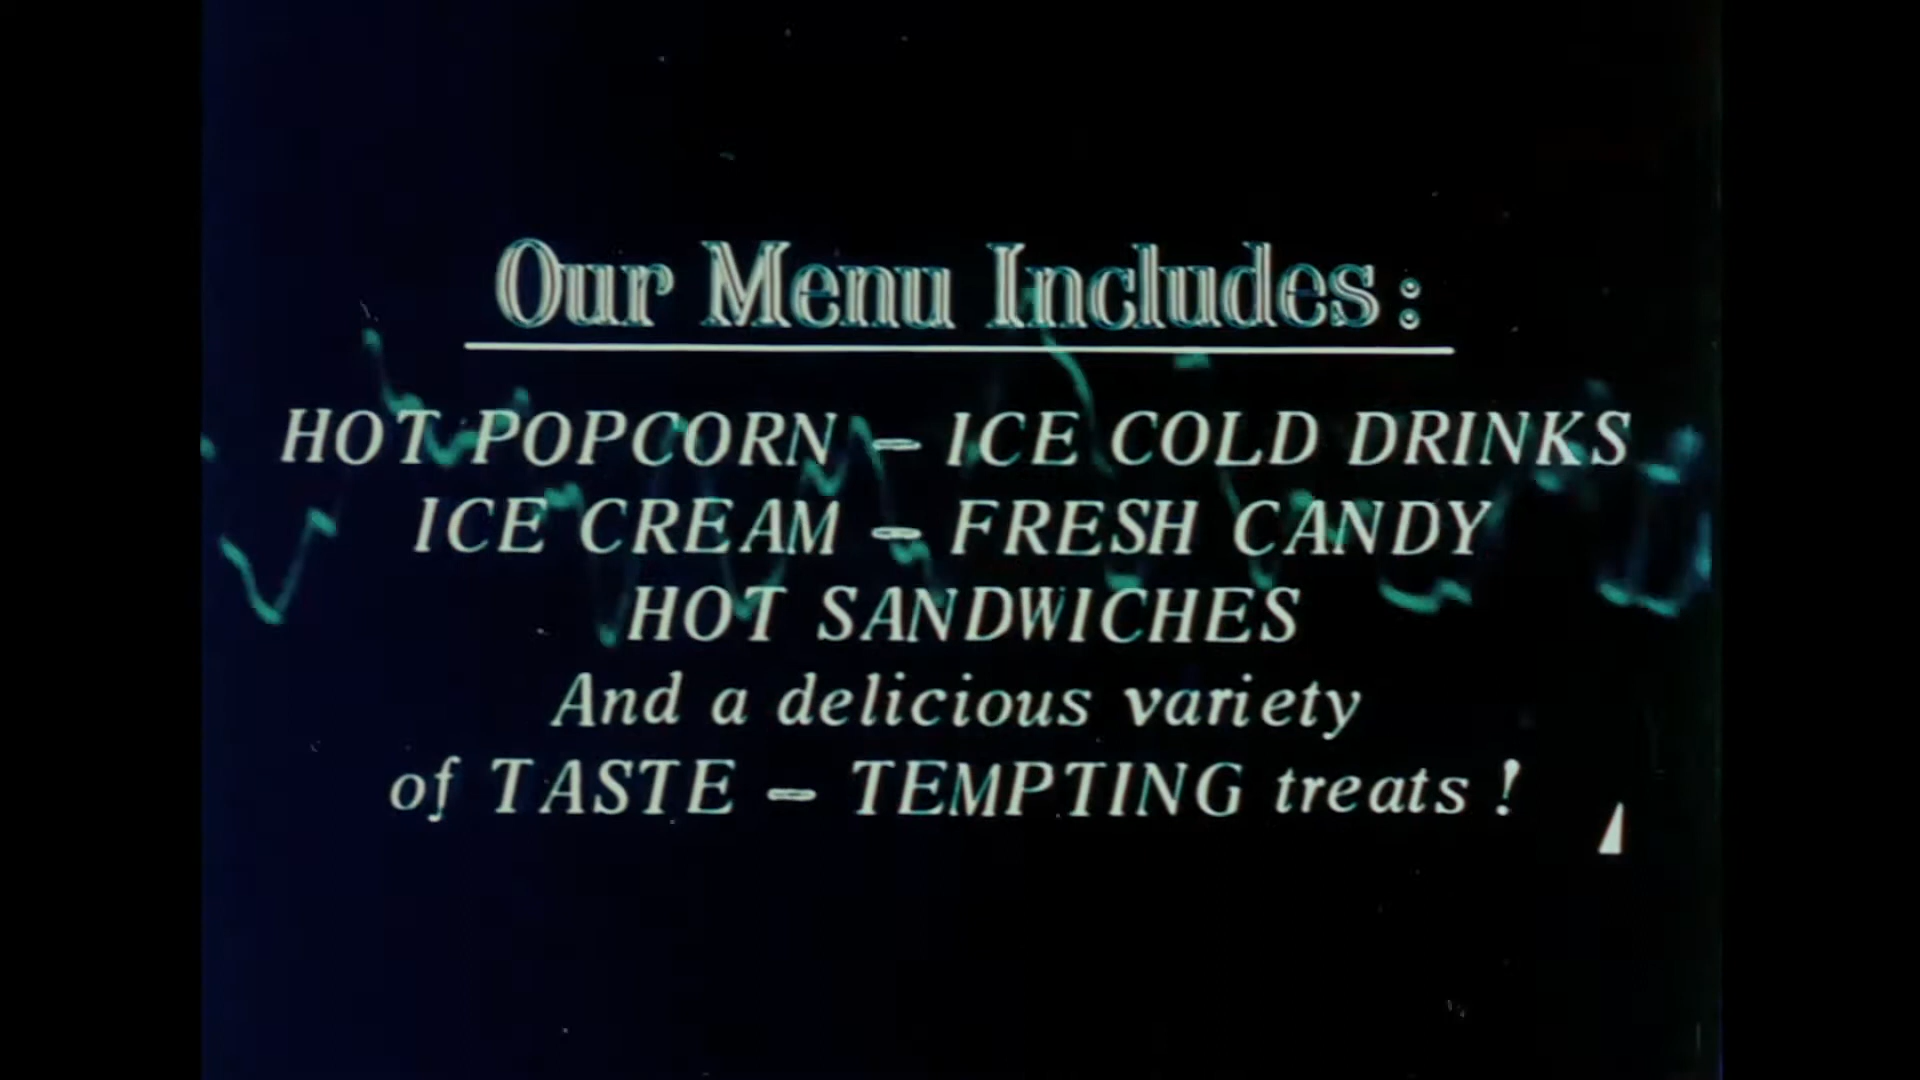 Our Menu Includes:
HOT POPCORN - ICE COLD DRINKS
ICE CREAM - FRESH CANDY
HOT SANDWICHES
And a delicious variety
of TASTE - TEMPTING treats!